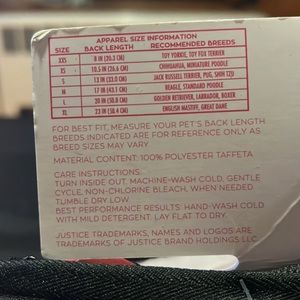 APPAREL SIZE INFORMATION
SIZE BACK LENGTH RECOMMENDED BREEDS
XXS 8 IN (20.3 CM) TOY YORKIE, TOY FOX TERRIER
XS 10.5 IN (26.6 CM) CHIHUAHUA, MINIATURE POODLE
S 13 IN (33.0 CM) JACK RUSSELL TERRIER, PUG, SHIH TZU
M 17 IN (43.1 CM) BEAGLE, STANDARD POODLE
L 20 IN (50.8 CM) GOLDEN RETRIEVER, LABRADOR, BOXER
XL 23 IN (58.4 CM) ENGLISH MASTIFF, GREAT DANE
FOR BEST FIT, MEASURE YOUR PET'S BACK LENGTH
BREEDS INDICATED ARE FOR REFERENCE ONLY AS
BREED SIZES MAY VARY
MATERIAL CONTENT: 100% POLYESTER TAFFETA
CARE INSTRUCTIONS:
TURN INSIDE OUT. MACHINE-WASH COLD, GENTLE
CYCLE, NON-CHLORINE BLEACH, WHEN NEEDED
TUMBLE DRY LOW
BEST PERFORMANCE RESULTS: HAND-WASH COLD
WITH MILD DETERGENT: LAY FLAT TO DRY.
JUSTICE TRADEMARKS, NAMES AND LOGOS ARE
TRADEMARKS OF JUSTICE BRAND HOLDINGS LLC